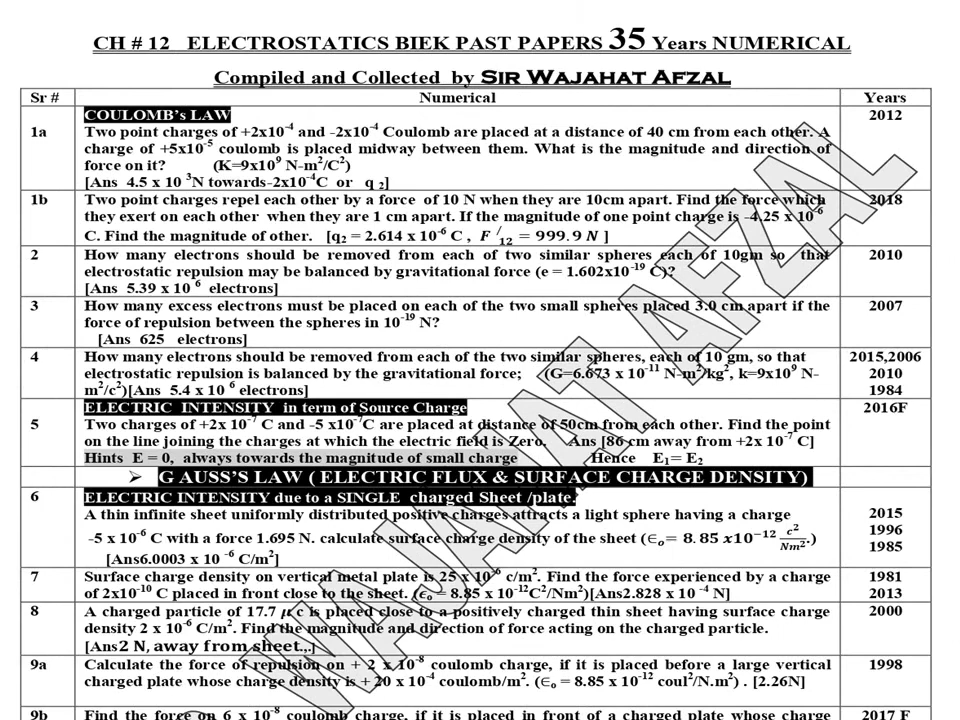 CH # 12 ELECTROSTATICS BIEK PAST PAPERS 35 Years NUMERICAL
Compiled and Collected by SIR WAJAHAT AFZAL
Sr # Numerical Years
COULOMB's LAW 2012
1a Two point charges of +2x10⁻⁴ and -2x10⁻⁴ Coulomb are placed at a distance of 40 cm from each other. A
charge of +5x10⁻⁵ coulomb is placed midway between them. What is the magnitude and direction of
force on it? (K=9x10⁹ N-m²/C²)
[Ans 4.5 x 10 ³N towards-2x10⁻⁴C or q ₂]
1b Two point charges repel each other by a force of 10 N when they are 10cm apart. Find the force which 2018
they exert on each other when they are 1 cm apart. If the magnitude of one point charge is -4.25 x 10⁻⁶
C. Find the magnitude of other. [q₂ = 2.614 x 10⁻⁶ C , F ′₁₂ = 999.9 N ]
2 How many electrons should be removed from each of two similar spheres each of 10gm so that 2010
electrostatic repulsion may be balanced by gravitational force (e = 1.602x10⁻¹⁹ C)?
[Ans 5.39 x 10 ⁶ electrons]
3 How many excess electrons must be placed on each of the two small spheres placed 3.0 cm apart if the 2007
force of repulsion between the spheres in 10⁻¹⁹ N?
[Ans 625 electrons]
4 How many electrons should be removed from each of the two similar spheres, each of 10 gm, so that 2015,2006
electrostatic repulsion is balanced by the gravitational force; (G=6.673 x 10⁻¹¹ N-m²/kg², k=9x10⁹ N- 2010
m²/c²)[Ans 5.4 x 10 ⁶ electrons] 1984
ELECTRIC INTENSITY in term of Source Charge 2016F
5 Two charges of +2x 10⁻⁷ C and -5 x10⁻⁷C are placed at distance of 50cm from each other. Find the point
on the line joining the charges at which the electric field is Zero. Ans [86 cm away from +2x 10⁻⁷ C]
Hints E = 0, always towards the magnitude of small charge Hence E₁= E₂
➢ G AUSS'S LAW ( ELECTRIC FLUX & SURFACE CHARGE DENSITY)
6 ELECTRIC INTENSITY due to a SINGLE charged Sheet /plate.
A thin infinite sheet uniformly distributed positive charges attracts a light sphere having a charge 2015
-5 x 10⁻⁶ C with a force 1.695 N. calculate surface charge density of the sheet (∈ₒ= 8.85 x10⁻¹² c²/Nm².) 1996
[Ans6.0003 x 10 ⁻⁶ C/m²] 1985
7 Surface charge density on vertical metal plate is 25 x 10⁻⁶ c/m². Find the force experienced by a charge 1981
of 2x10⁻¹⁰ C placed in front close to the sheet. (∈ₒ = 8.85 x 10⁻¹²C²/Nm²)[Ans2.828 x 10 ⁻⁴ N] 2013
8 A charged particle of 17.7 μ c is placed close to a positively charged thin sheet having surface charge 2000
density 2 x 10⁻⁶ C/m². Find the magnitude and direction of force acting on the charged particle.
[Ans2 N, away from sheet.,.]
9a Calculate the force of repulsion on + 2 x 10⁻⁸ coulomb charge, if it is placed before a large vertical 1998
charged plate whose charge density is + 20 x 10⁻⁴ coulomb/m². (∈ₒ = 8.85 x 10⁻¹² coul²/N.m²) . [2.26N]
9b Find the force on 6 x 10⁻⁸ coulomb charge, if it is placed in front of a charged plate whose charge 2017 F
WAJAHAT AFZAL